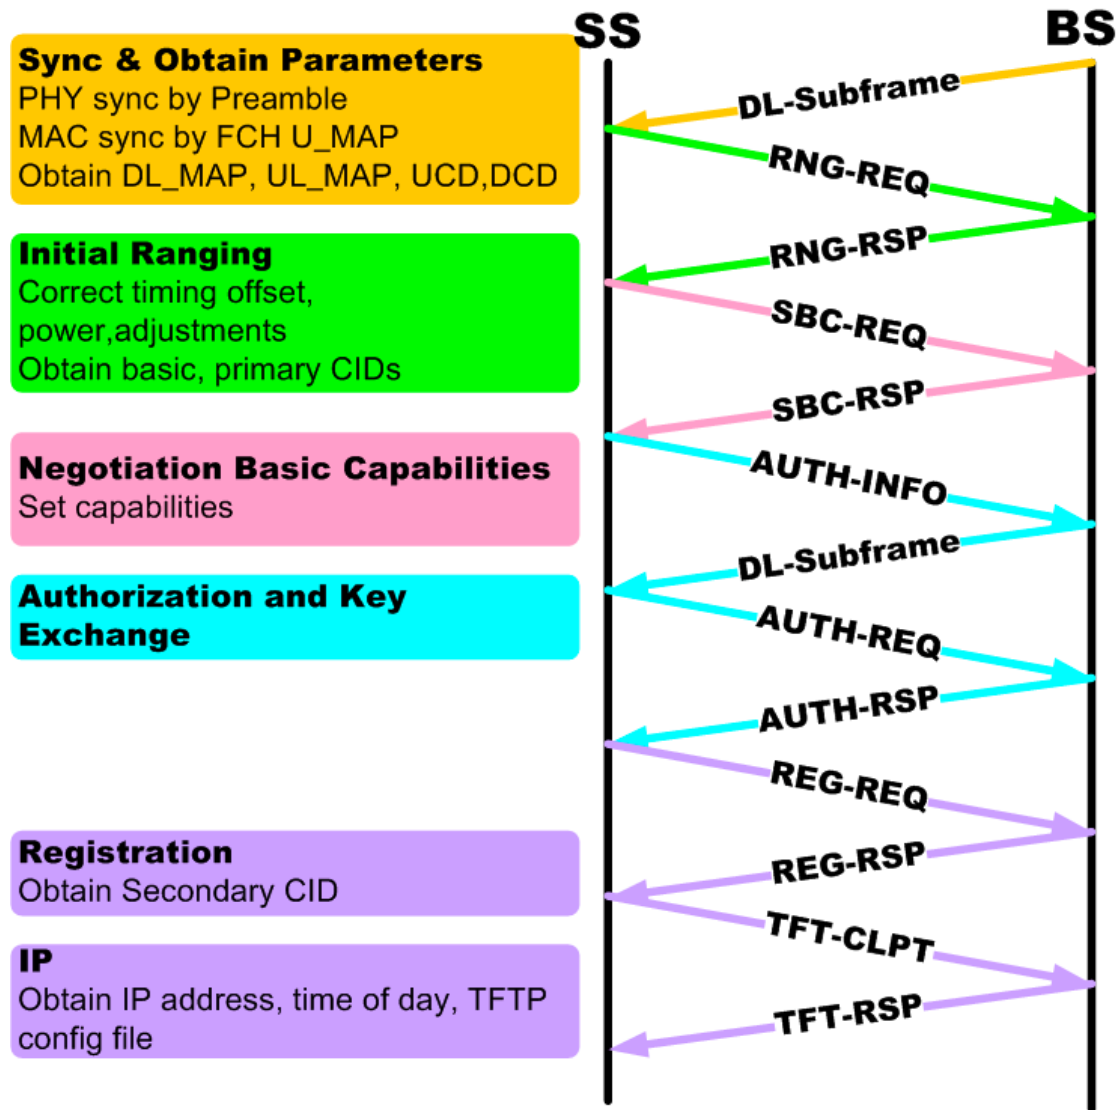 SS
BS
Sync & Obtain Parameters
PHY sync by Preamble
MAC sync by FCH U_MAP
Obtain DL_MAP, UL_MAP, UCD,DCD
Initial Ranging
Correct timing offset,
power,adjustments
Obtain basic, primary CIDs
Negotiation Basic Capabilities
Set capabilities
Authorization and Key
Exchange
Registration
Obtain Secondary CID
IP
Obtain IP address, time of day, TFTP
config file
DL-Subframe
RNG-REQ
RNG-RSP
SBC-REQ
SBC-RSP
AUTH-INFO
DL-Subframe
AUTH-REQ
AUTH-RSP
REG-REQ
REG-RSP
TFT-CLPT
TFT-RSP